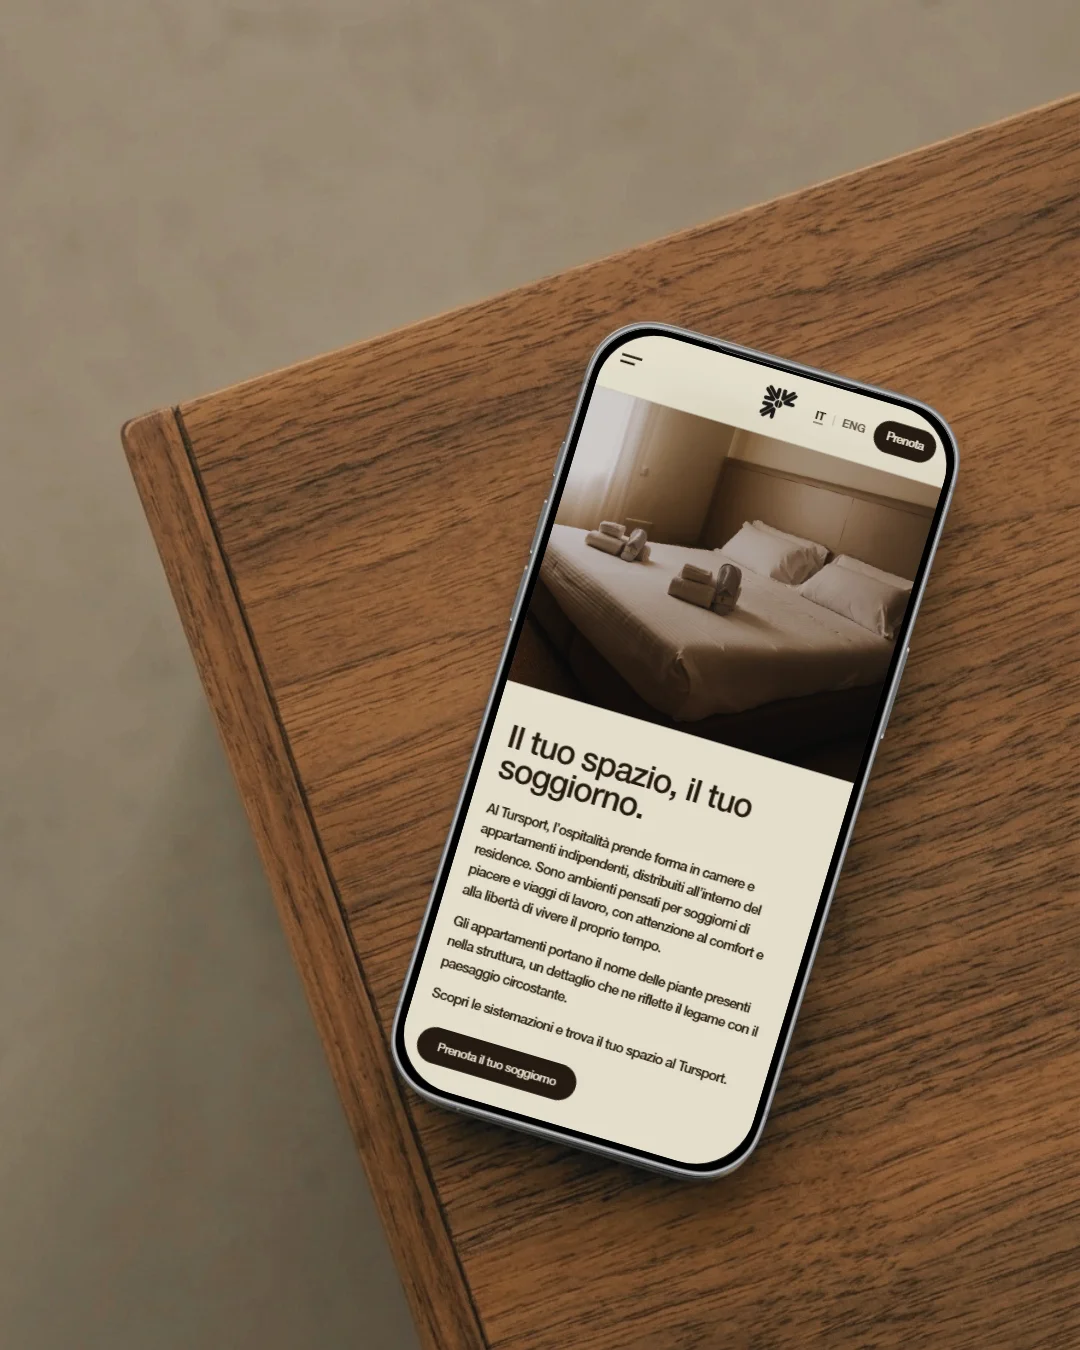 IT | ENG
Prenota
Il tuo spazio, il tuo
soggiorno.
Al Tursport, l'ospitalità prende forma in camere e
appartamenti indipendenti, distribuiti all'interno del
residence. Sono ambienti pensati per soggiorni di
piacere e viaggi di lavoro, con attenzione al comfort e
alla libertà di vivere il proprio tempo.
Gli appartamenti portano il nome delle piante presenti
nella struttura, un dettaglio che ne riflette il legame con il
paesaggio circostante.
Scopri le sistemazioni e trova il tuo spazio al Tursport.
Prenota il tuo soggiorno